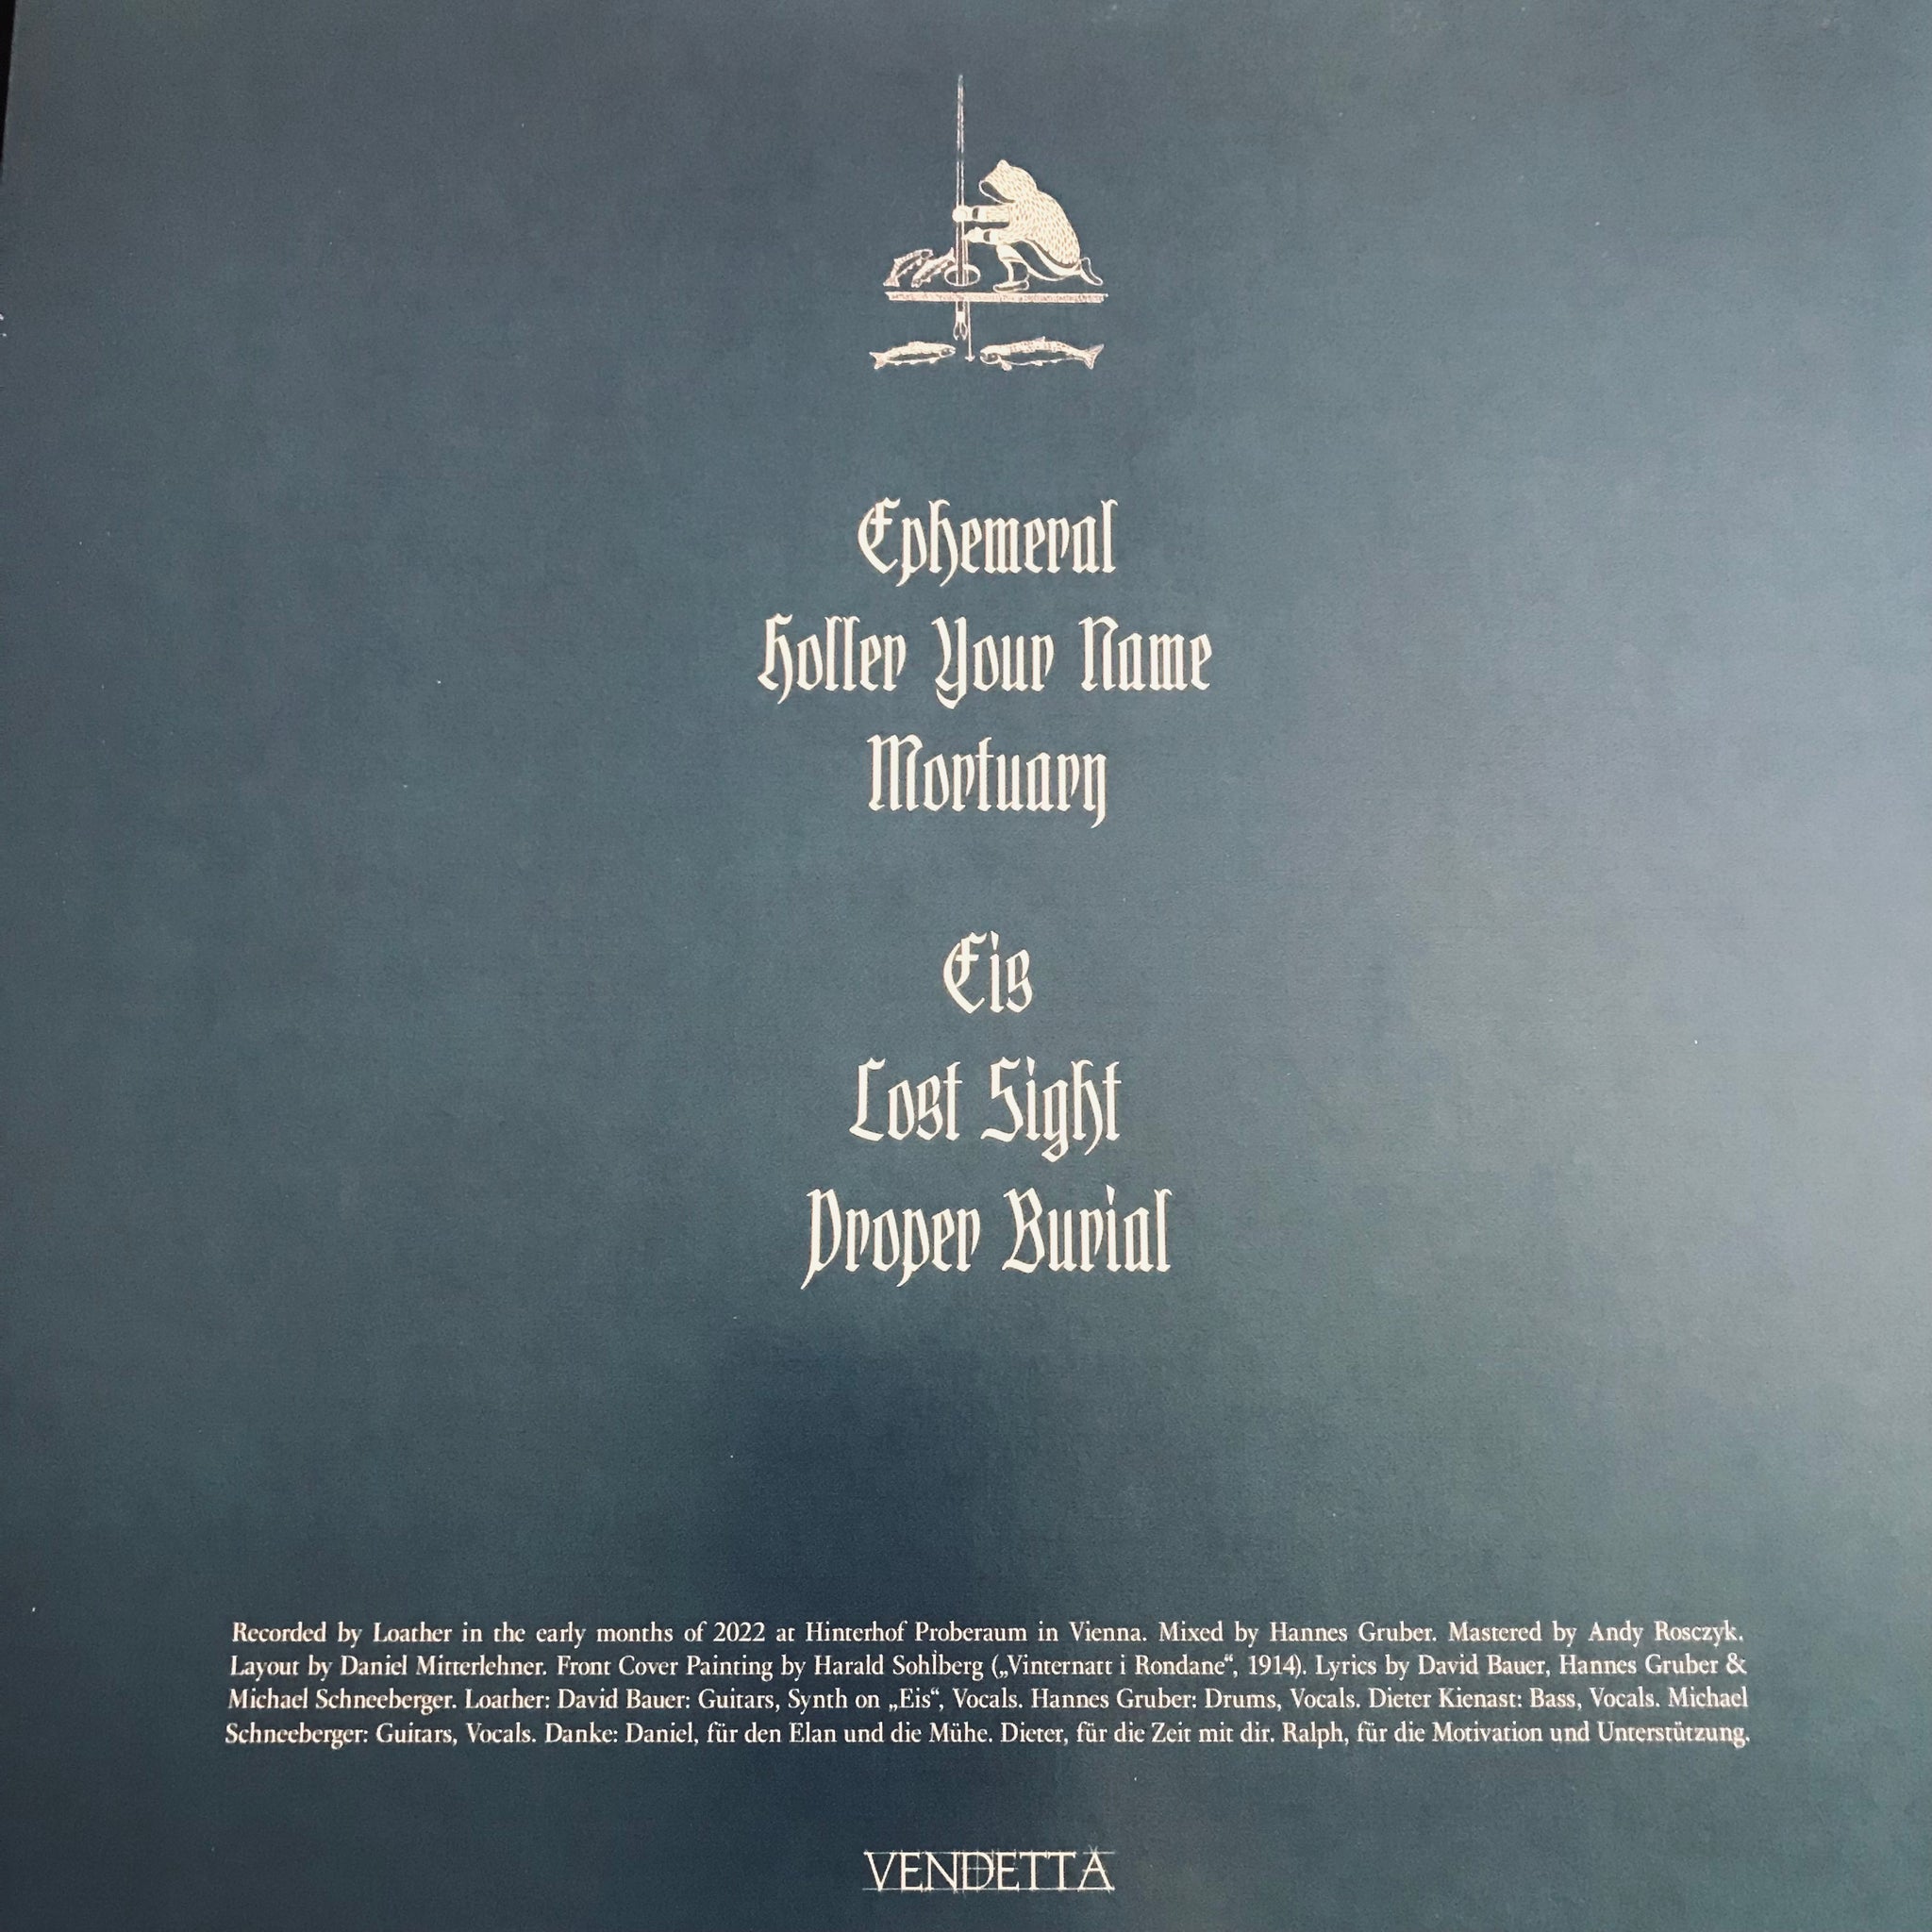 Ephemeral
Holler Your Name
Mortuary
Eis
Lost Sight
Proper Burial
Recorded by Loather in the early months of 2022 at Hinterhof Proberaum in Vienna. Mixed by Hannes Gruber. Mastered by Andy Rosczyk.
Layout by Daniel Mitterlehner. Front Cover Painting by Harald Sohlberg („Vinternatt i Rondane“, 1914). Lyrics by David Bauer, Hannes Gruber &
Michael Schneeberger. Loather: David Bauer: Guitars, Synth on „Eis“, Vocals. Hannes Gruber: Drums, Vocals. Dieter Kienast: Bass, Vocals. Michael
Schneeberger: Guitars, Vocals. Danke: Daniel, für den Elan und die Mühe. Dieter, für die Zeit mit dir. Ralph, für die Motivation und Unterstützung.
VENDETTA